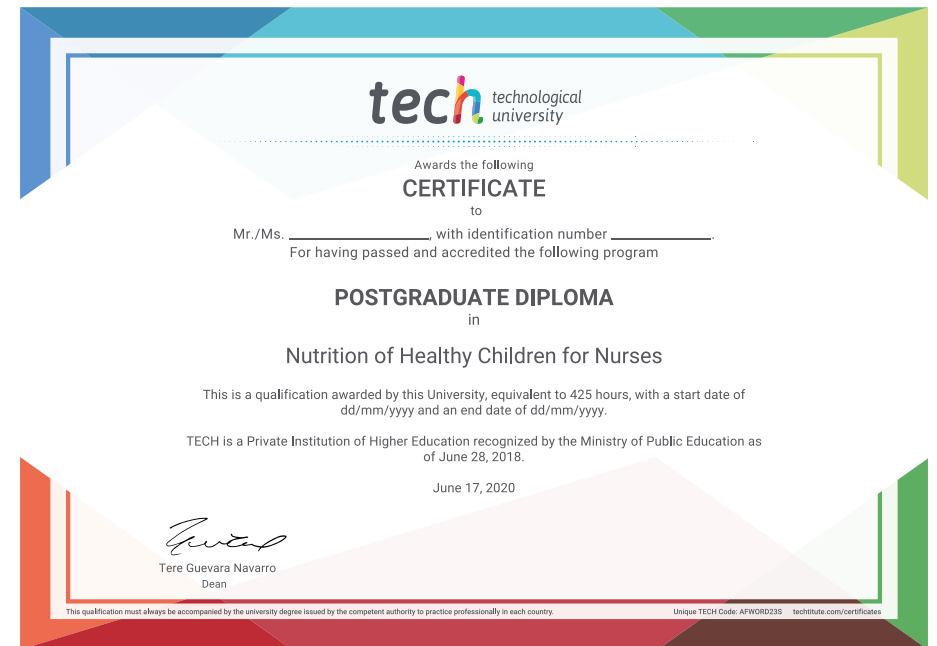 tech technological
university
Awards the following
CERTIFICATE
to
Mr./Ms. ____________________, with identification number ______________.
For having passed and accredited the following program
POSTGRADUATE DIPLOMA
in
Nutrition of Healthy Children for Nurses
This is a qualification awarded by this University, equivalent to 425 hours, with a start date of
dd/mm/yyyy and an end date of dd/mm/yyyy.
TECH is a Private Institution of Higher Education recognized by the Ministry of Public Education as
of June 28, 2018.
June 17, 2020
Tere Guevara Navarro
Dean
This qualification must always be accompanied by the university degree issued by the competent authority to practice professionally in each country.
Unique TECH Code: AFWORD23S techtitute.com/certificates